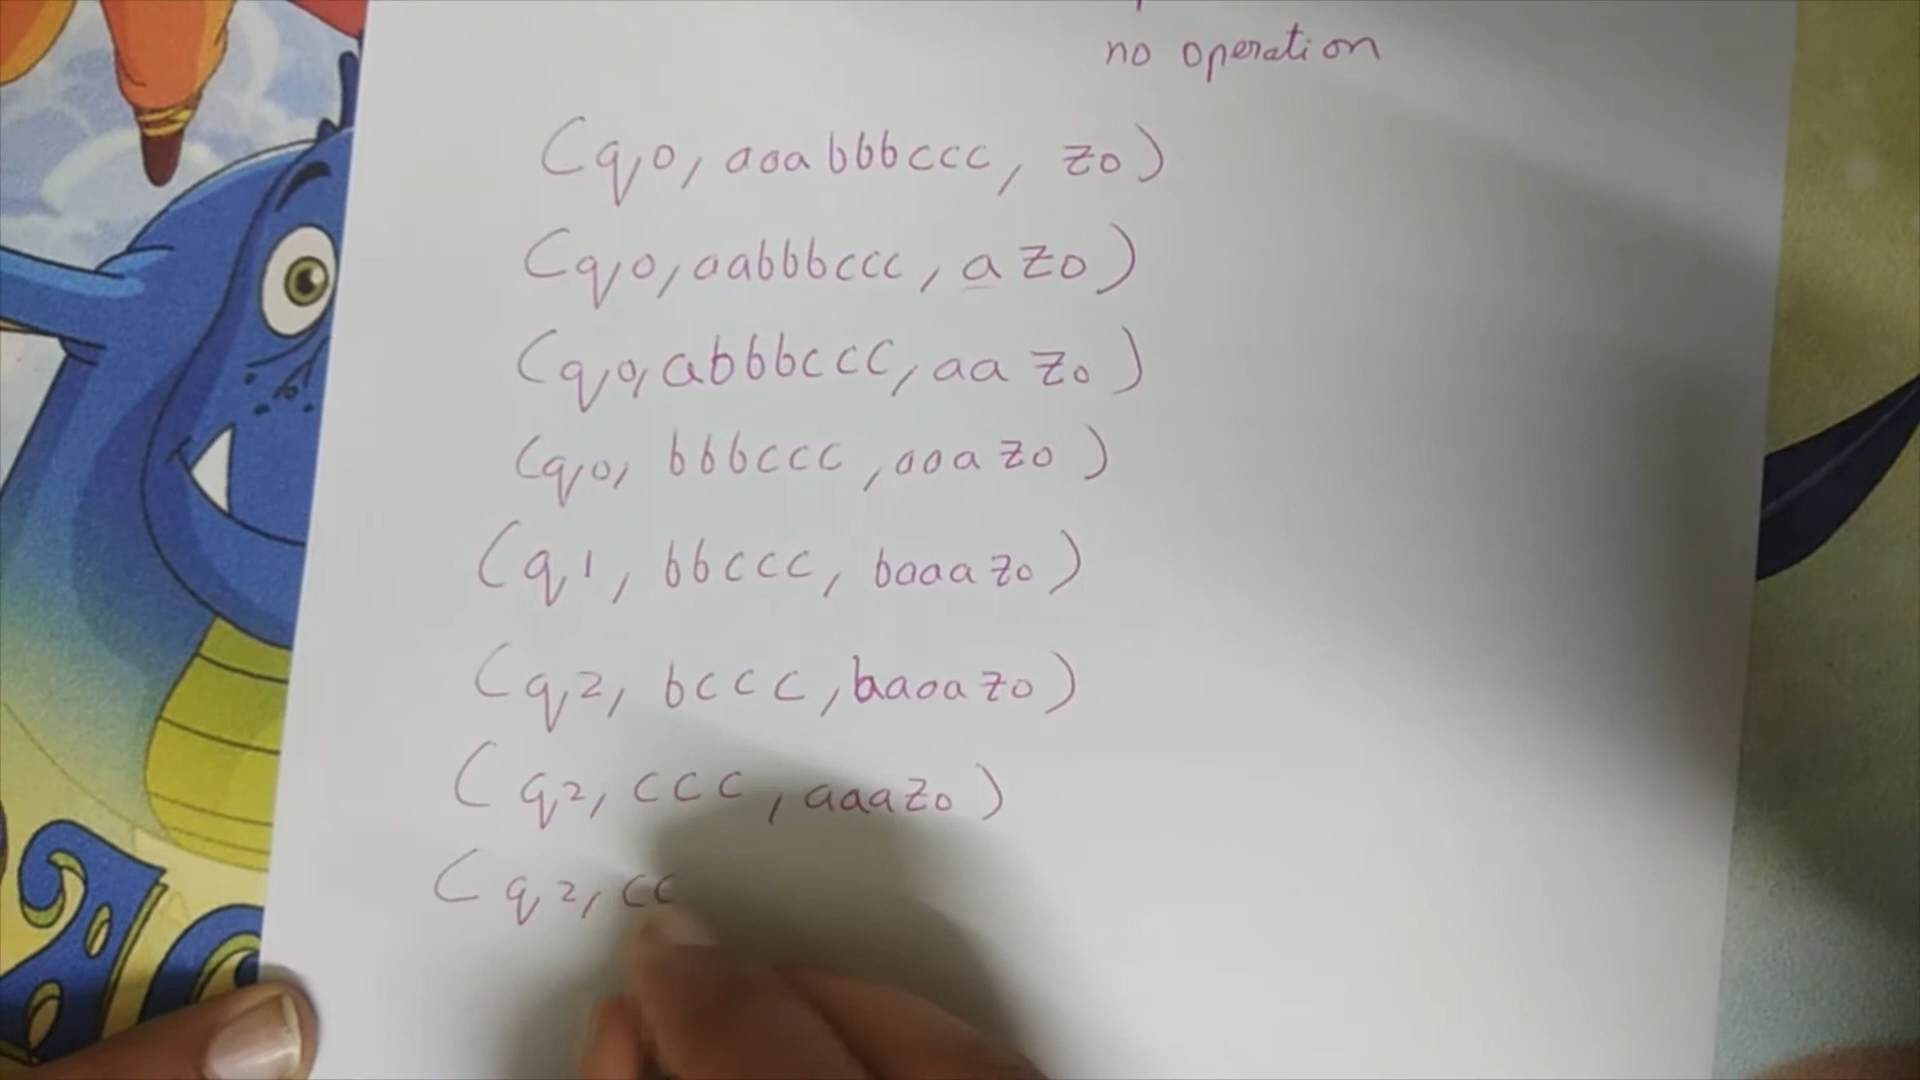 no operation
(q0, aaabbbccc, z0)
(q0, aabbbccc, az0)
(q0, abbbccc, aaz0)
(q0, bbbccc, aaaz0)
(q1, bbccc, baaaz0)
(q2, bccc, baaaz0)
(q2, ccc, aaaz0)
(q2, cc